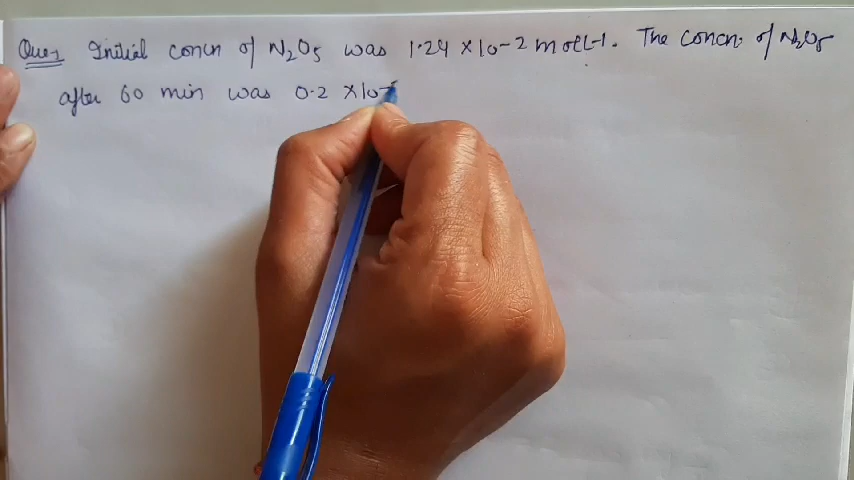 Ques Initial concn of N2O5 was 1.24 ×10-2 mol L-1. The concn. of N2O5
after 60 min was 0.2 ×10-